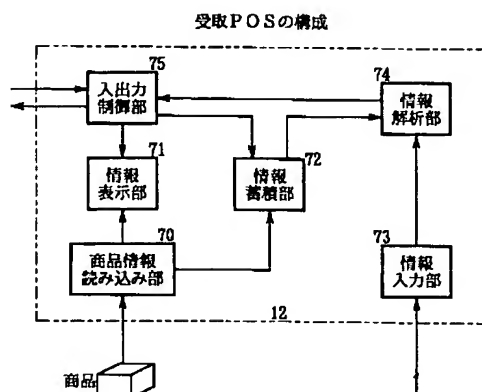 受取POSの構成
75
入出力
制御部
74
情報
解析部
71
情報
表示部
72
情報
蓄積部
70
商品情報
読み込み部
73
情報
入力部
12
商品